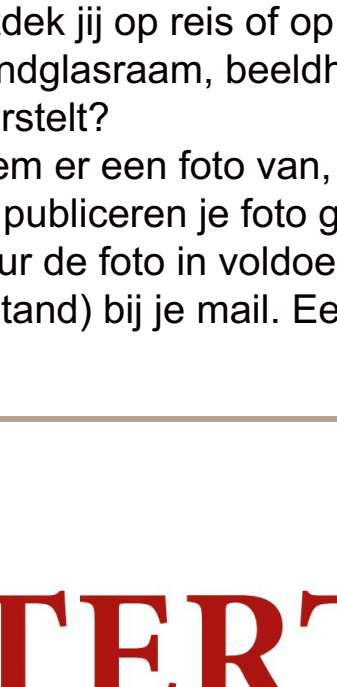 dek jij op reis of op
ndglasraam, beeldh
rstelt?
em er een foto van,
publiceren je foto g
ur de foto in voldoe
tand) bij je mail. Ee
TERT